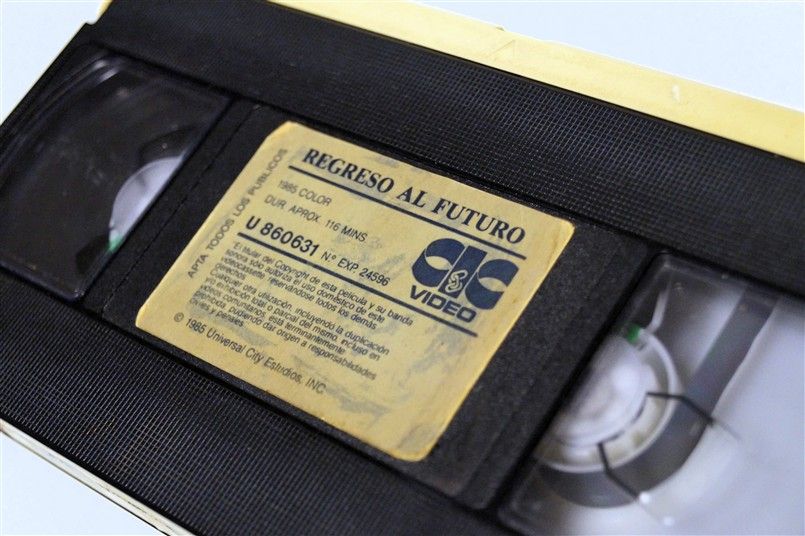 APTA TODOS LOS PUBLICOS
REGRESO AL FUTURO
1985 COLOR
DUR. APROX. 116 MINS
U 860631 N.º EXP 24596
CIC
VIDEO
"El titular del Copyright de esta película y su banda
sonora sólo autoriza el uso doméstico de este
videocassette reservándose todos los demás
derechos.
Cualquier otra utilización, incluyendo la duplicación
y/o exhibición total o parcial del mismo, incluso en
vídeos comunitarios está terminantemente
prohibida, pudiendo dar origen a responsabilidades
civiles y penales.
© 1985 Universal City Estudios, INC